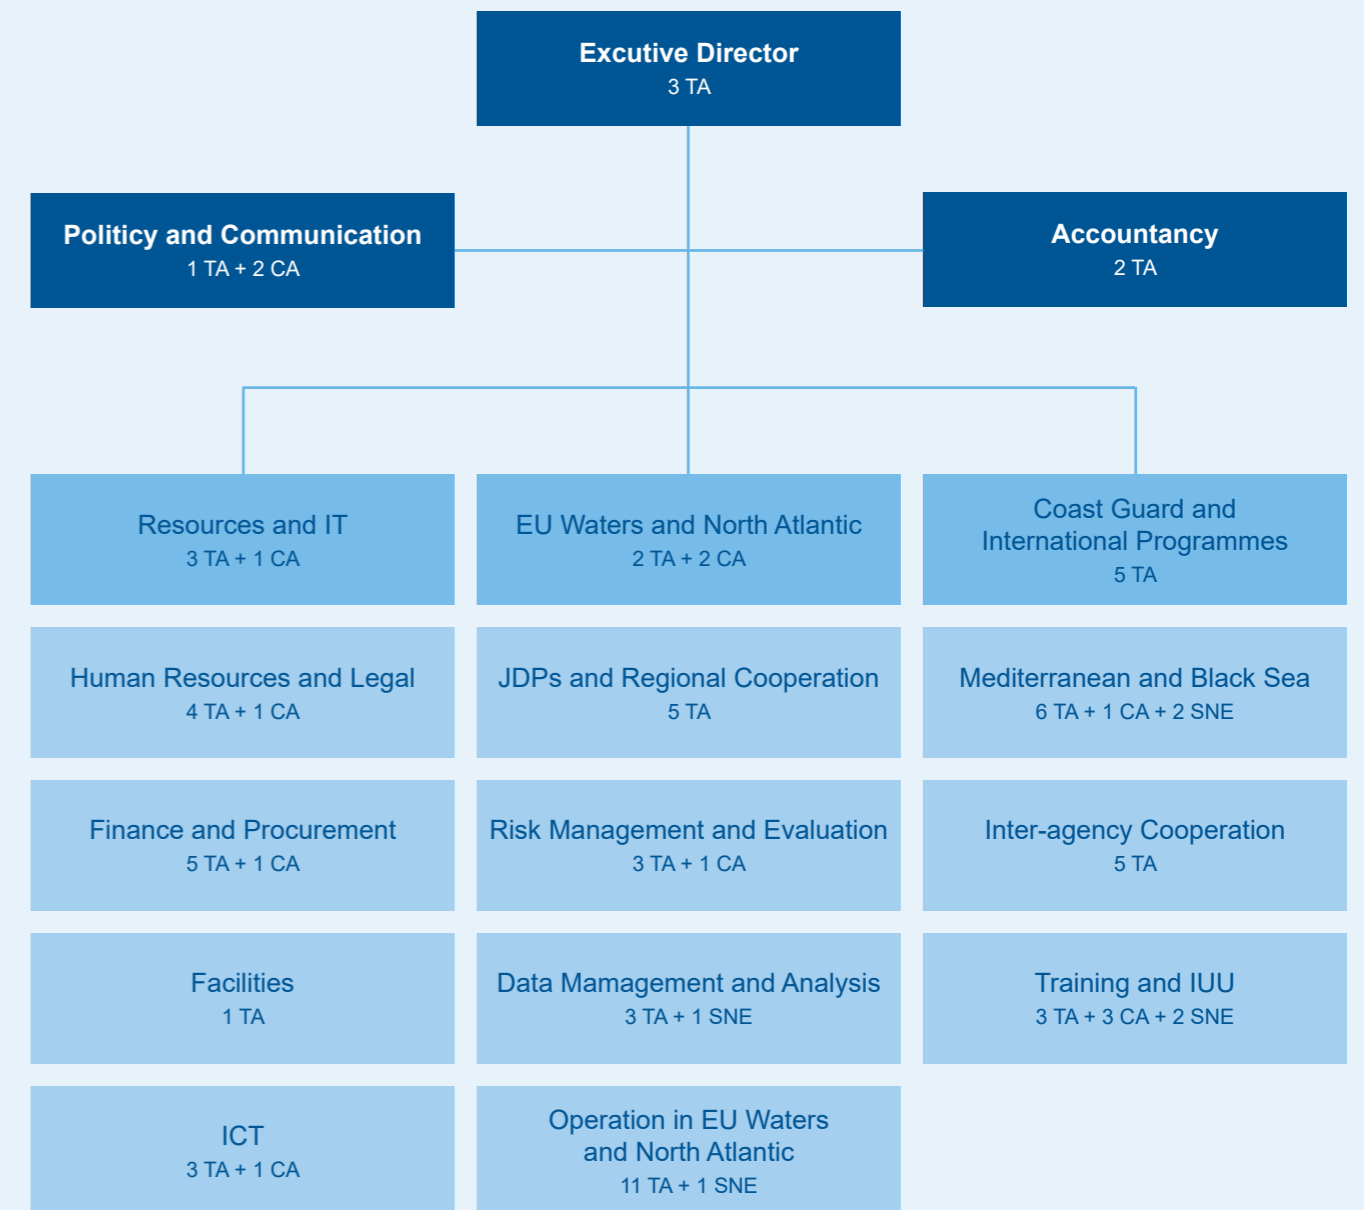 Excutive Director
3 TA
Politicy and Communication
1 TA + 2 CA
Accountancy
2 TA
Resources and IT
3 TA + 1 CA
EU Waters and North Atlantic
2 TA + 2 CA
Coast Guard and
International Programmes
5 TA
Human Resources and Legal
4 TA + 1 CA
JDPs and Regional Cooperation
5 TA
Mediterranean and Black Sea
6 TA + 1 CA + 2 SNE
Finance and Procurement
5 TA + 1 CA
Risk Management and Evaluation
3 TA + 1 CA
Inter-agency Cooperation
5 TA
Facilities
1 TA
Data Mamagement and Analysis
3 TA + 1 SNE
Training and IUU
3 TA + 3 CA + 2 SNE
ICT
3 TA + 1 CA
Operation in EU Waters
and North Atlantic
11 TA + 1 SNE